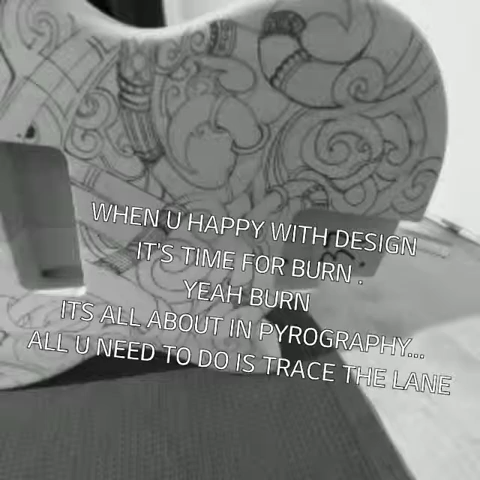 WHEN U HAPPY WITH DESIGN
IT'S TIME FOR BURN .
YEAH BURN
ITS ALL ABOUT IN PYROGRAPHY...
ALL U NEED TO DO IS TRACE THE LANE